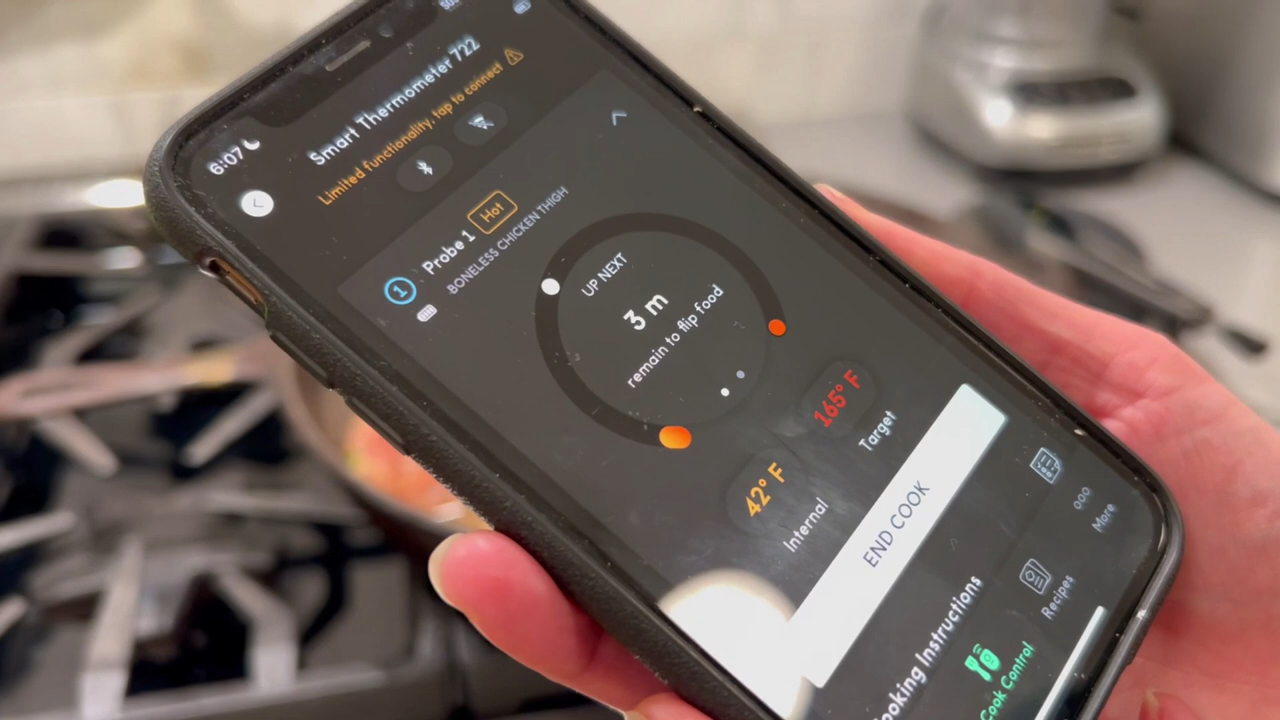 6:07
Smart Thermometer 722
Limited functionality, tap to connect
1 Probe 1 Hot
BONELESS CHICKEN THIGH
UP NEXT
3 m
remain to flip food
42° F
Internal
165° F
Target
END COOK
Cooking Instructions
Cook Control
Recipes
More